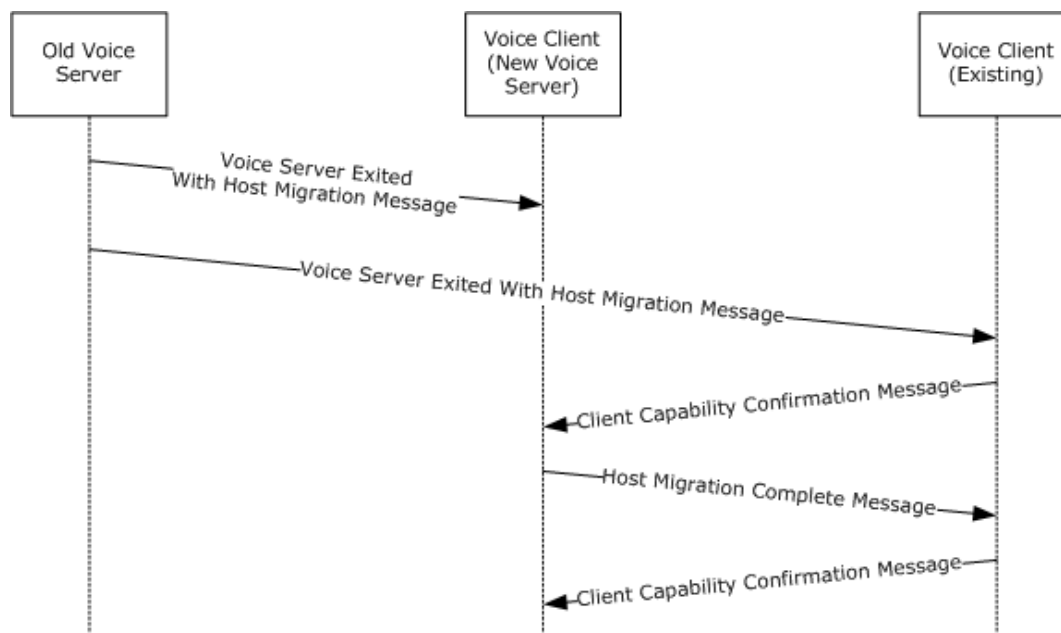 Old Voice
Server
Voice Client
(New Voice
Server)
Voice Client
(Existing)
Voice Server Exited
With Host Migration Message
Voice Server Exited With Host Migration Message
Client Capability Confirmation Message
Host Migration Complete Message
Client Capability Confirmation Message